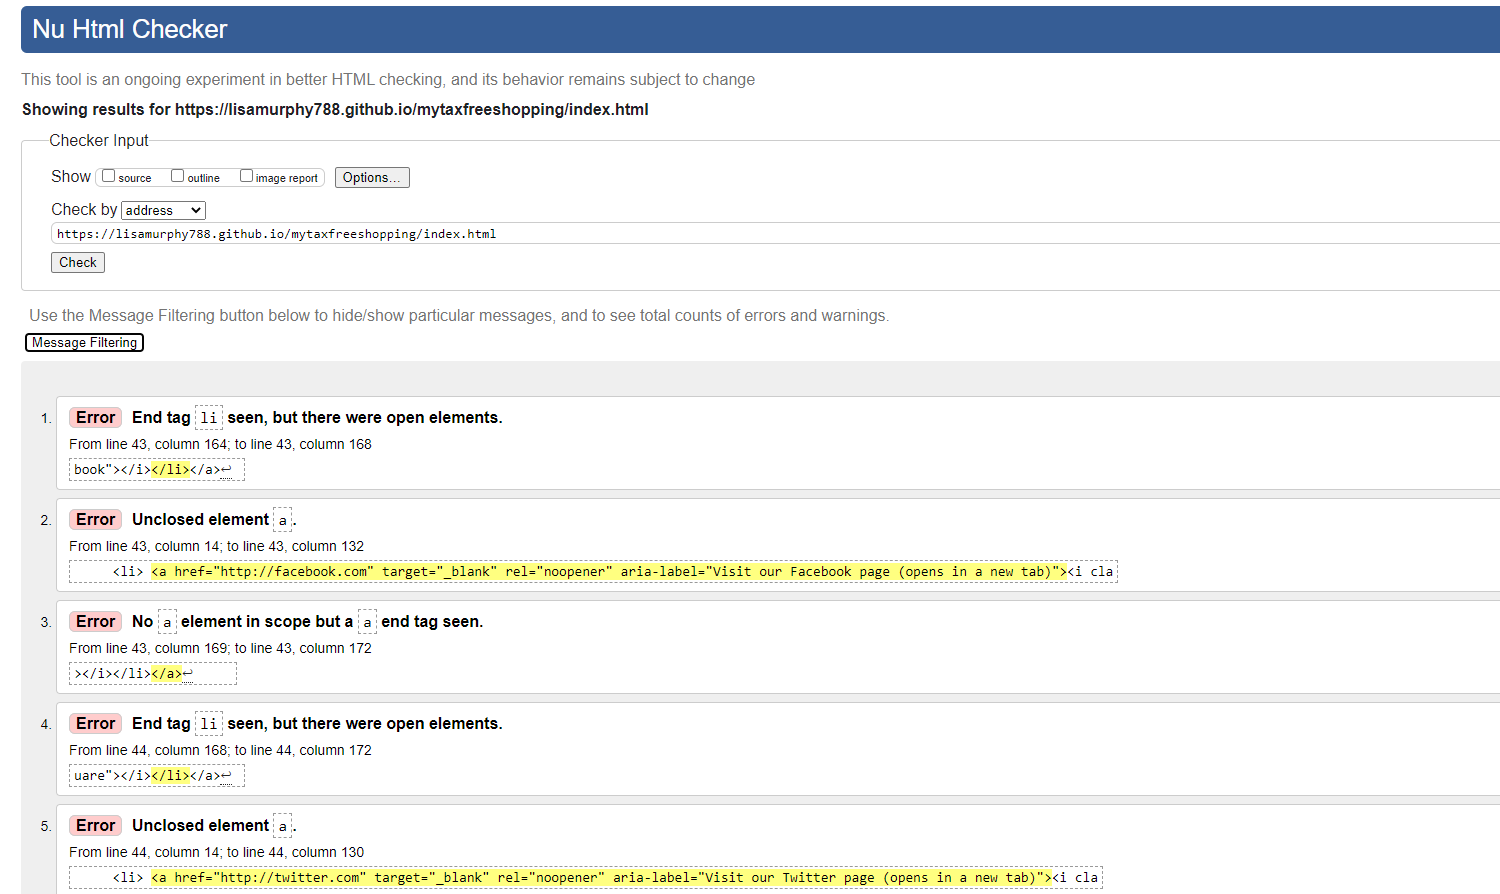 Nu Html Checker
This tool is an ongoing experiment in better HTML checking, and its behavior remains subject to change
Showing results for https://lisamurphy788.github.io/mytaxfreeshopping/index.html
Checker Input
Show source outline image report Options...
Check by address
https://lisamurphy788.github.io/mytaxfreeshopping/index.html
Check
Use the Message Filtering button below to hide/show particular messages, and to see total counts of errors and warnings.
Message Filtering
1. Error End tag li seen, but there were open elements.
From line 43, column 164; to line 43, column 168
book"></i></li></a>↩
2. Error Unclosed element a.
From line 43, column 14; to line 43, column 132
<li> <a href="http://facebook.com" target="_blank" rel="noopener" aria-label="Visit our Facebook page (opens in a new tab)"><i cla
3. Error No a element in scope but a a end tag seen.
From line 43, column 169; to line 43, column 172
></i></li></a>↩
4. Error End tag li seen, but there were open elements.
From line 44, column 168; to line 44, column 172
uare"></i></li></a>↩
5. Error Unclosed element a.
From line 44, column 14; to line 44, column 130
<li> <a href="http://twitter.com" target="_blank" rel="noopener" aria-label="Visit our Twitter page (opens in a new tab)"><i cla